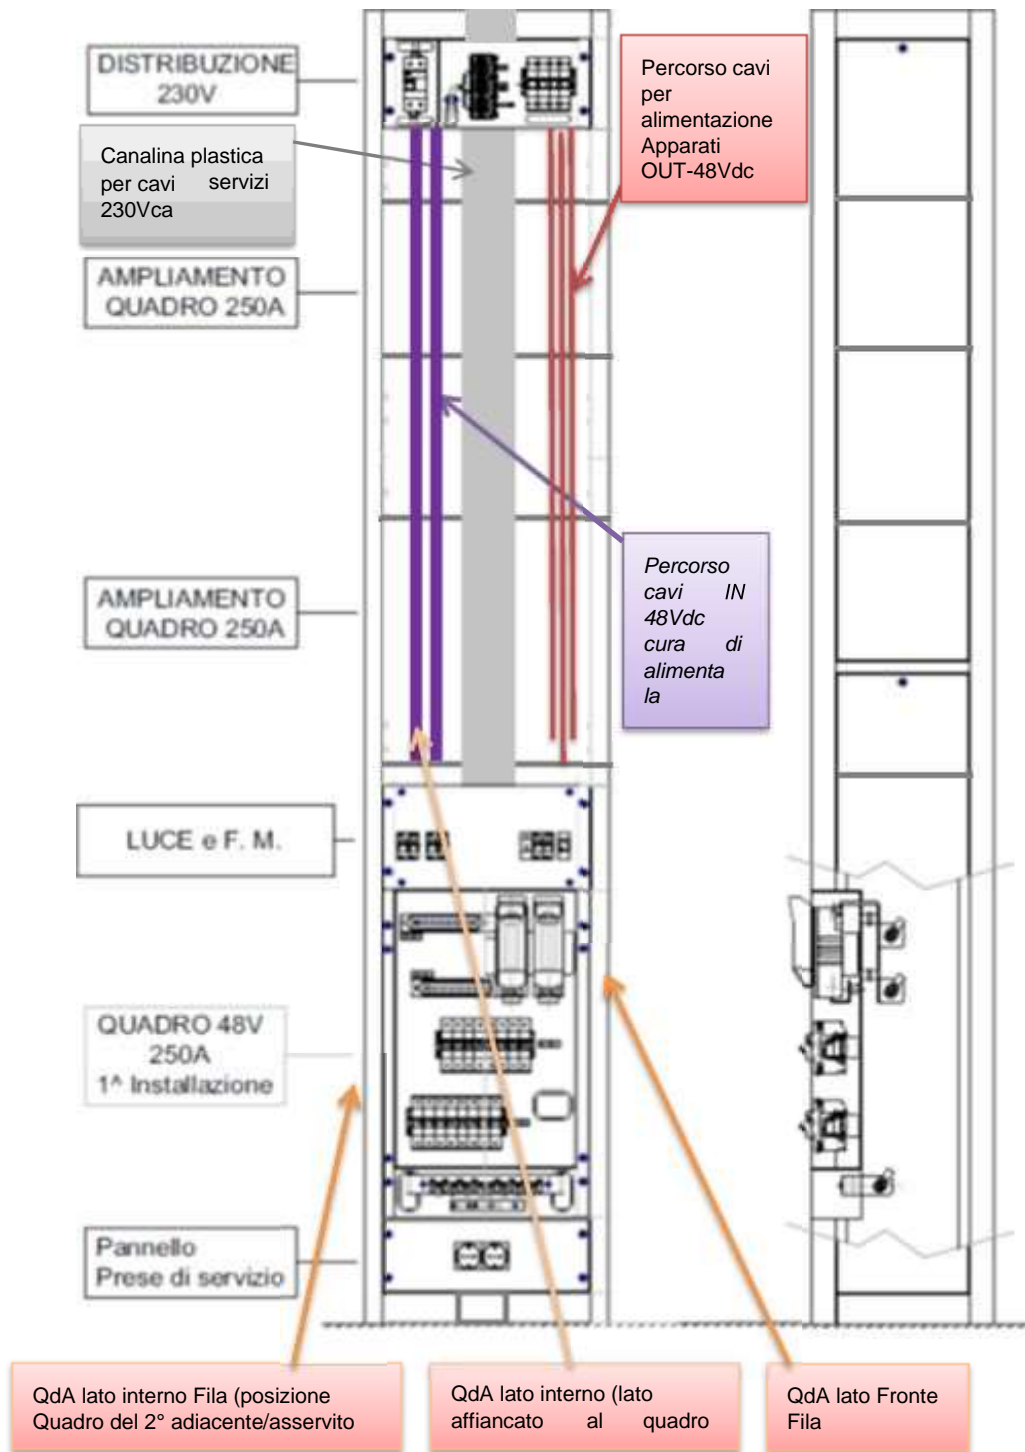 DISTRIBUZIONE
230V
Canalina plastica
per cavi servizi
230Vca
AMPLIAMENTO
QUADRO 250A
AMPLIAMENTO
QUADRO 250A
LUCE e F. M.
QUADRO 48V
250A
1^ Installazione
Pannello
Prese di servizio
Percorso cavi
per
alimentazione
Apparati
OUT-48Vdc
Percorso
cavi IN
48Vdc
cura di
alimenta
la
QdA lato interno Fila (posizione
Quadro del 2° adiacente/asservito
QdA lato interno (lato
affiancato al quadro
QdA lato Fronte
Fila